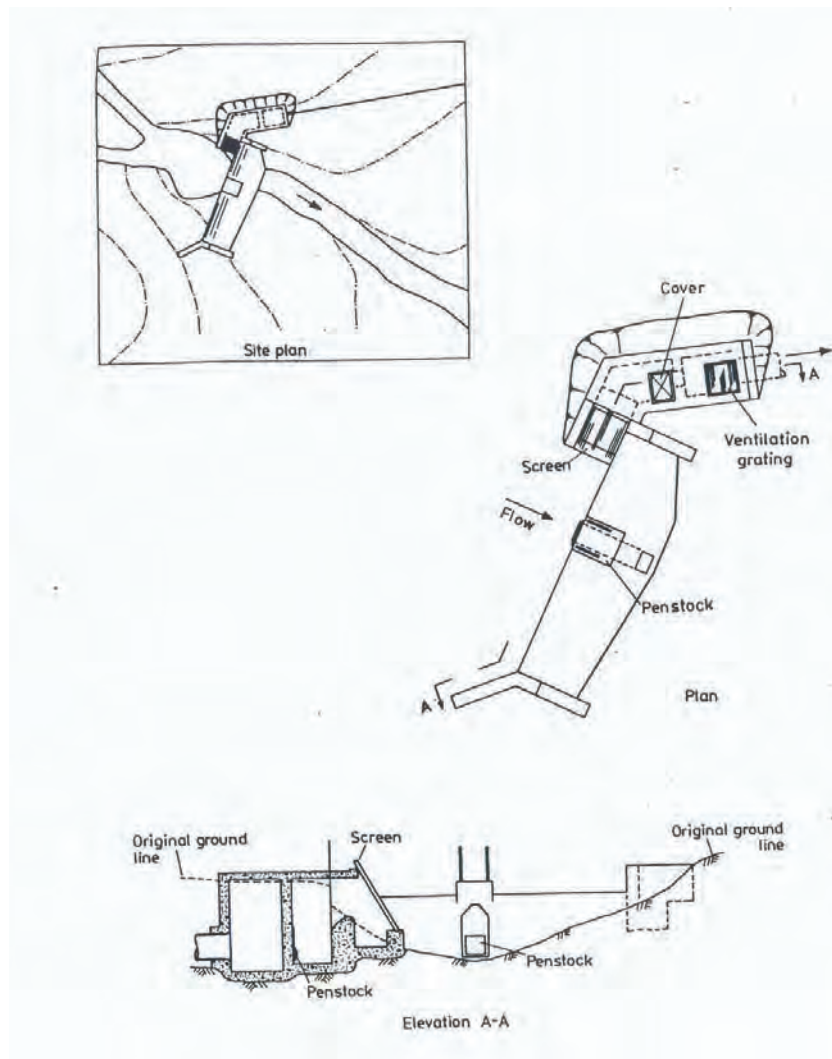 Site plan
Cover
A
Ventilation
grating
Screen
Flow
Penstock
A
Plan
Original ground
line
Screen
Original ground
line
Penstock
Penstock
Elevation A-A